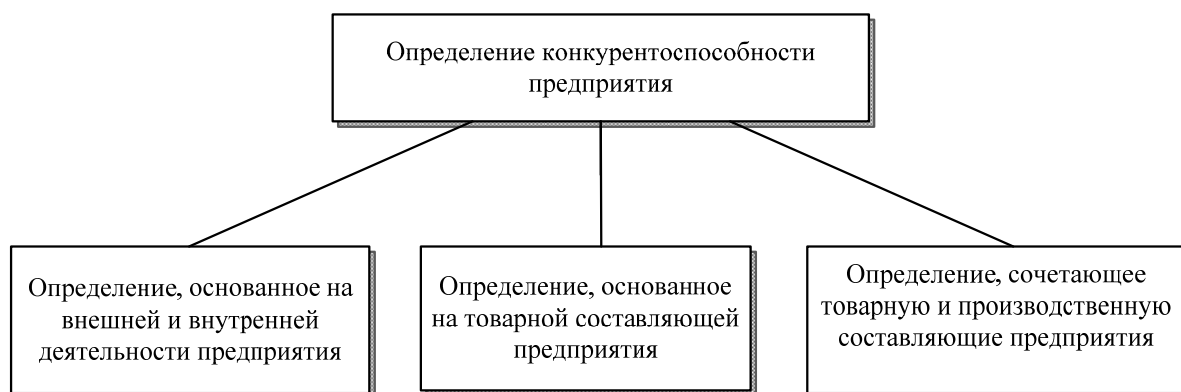 Определение конкурентоспособности
предприятия
Определение, основанное на
внешней и внутренней
деятельности предприятия
Определение, основанное
на товарной составляющей
предприятия
Определение, сочетающее
товарную и производственную
составляющие предприятия